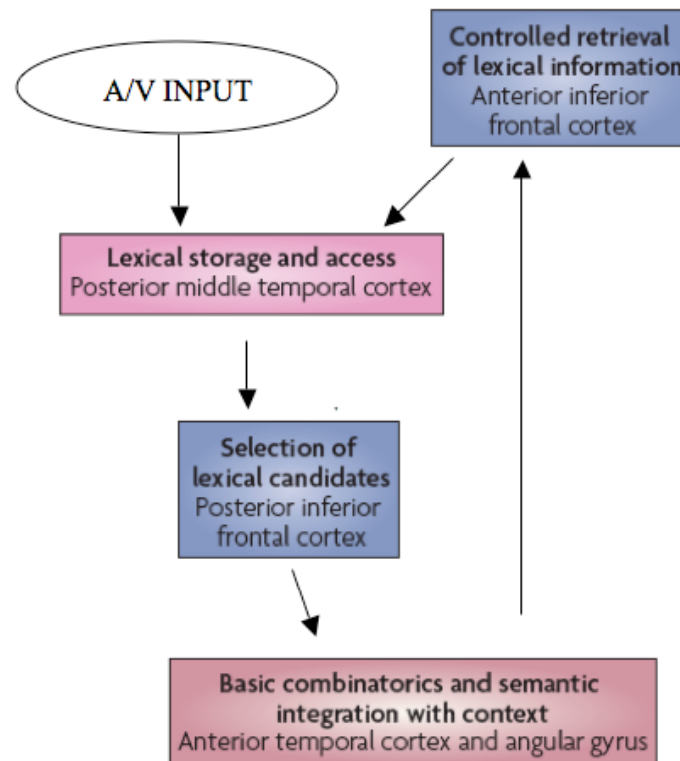 A/V INPUT
Controlled retrieval
of lexical information
Anterior inferior
frontal cortex
Lexical storage and access
Posterior middle temporal cortex
Selection of
lexical candidates
Posterior inferior
frontal cortex
Basic combinatorics and semantic
integration with context
Anterior temporal cortex and angular gyrus